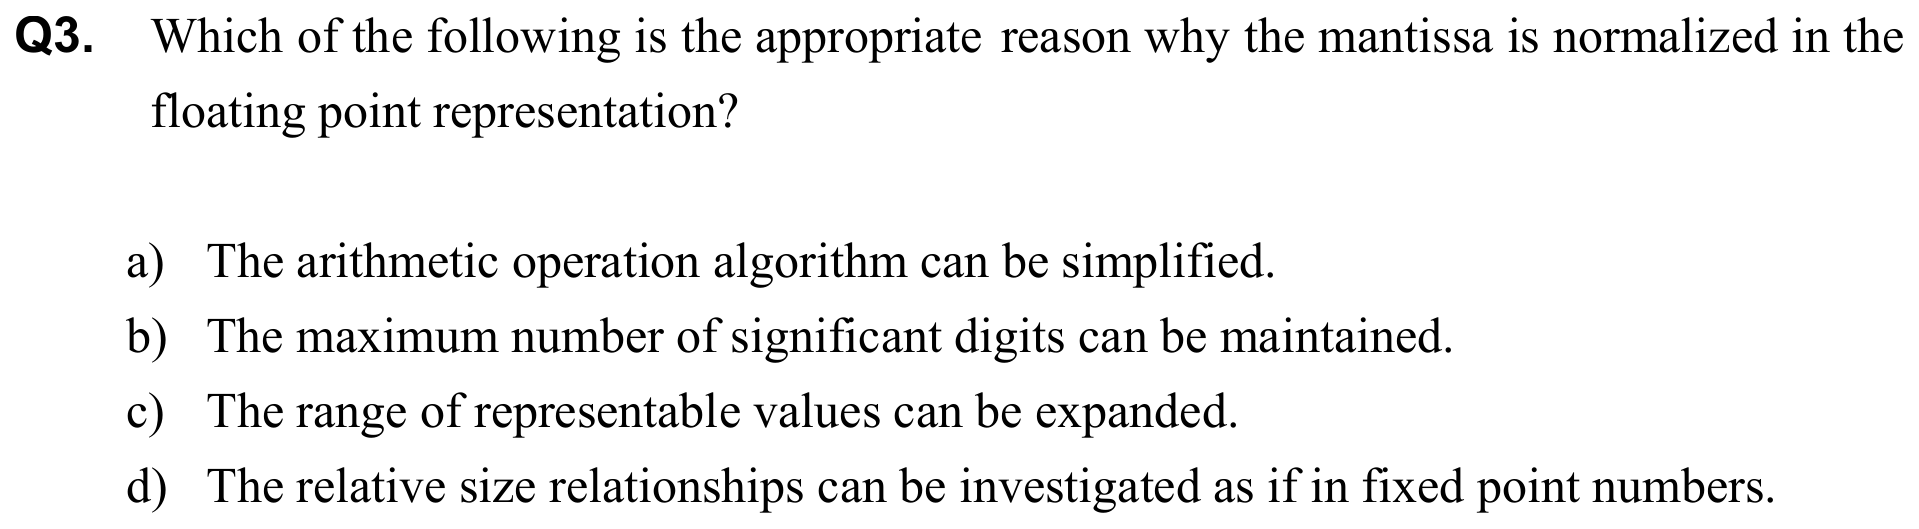 Q3. Which of the following is the appropriate reason why the mantissa is normalized in the
floating point representation?
a) The arithmetic operation algorithm can be simplified.
b) The maximum number of significant digits can be maintained.
c) The range of representable values can be expanded.
d) The relative size relationships can be investigated as if in fixed point numbers.